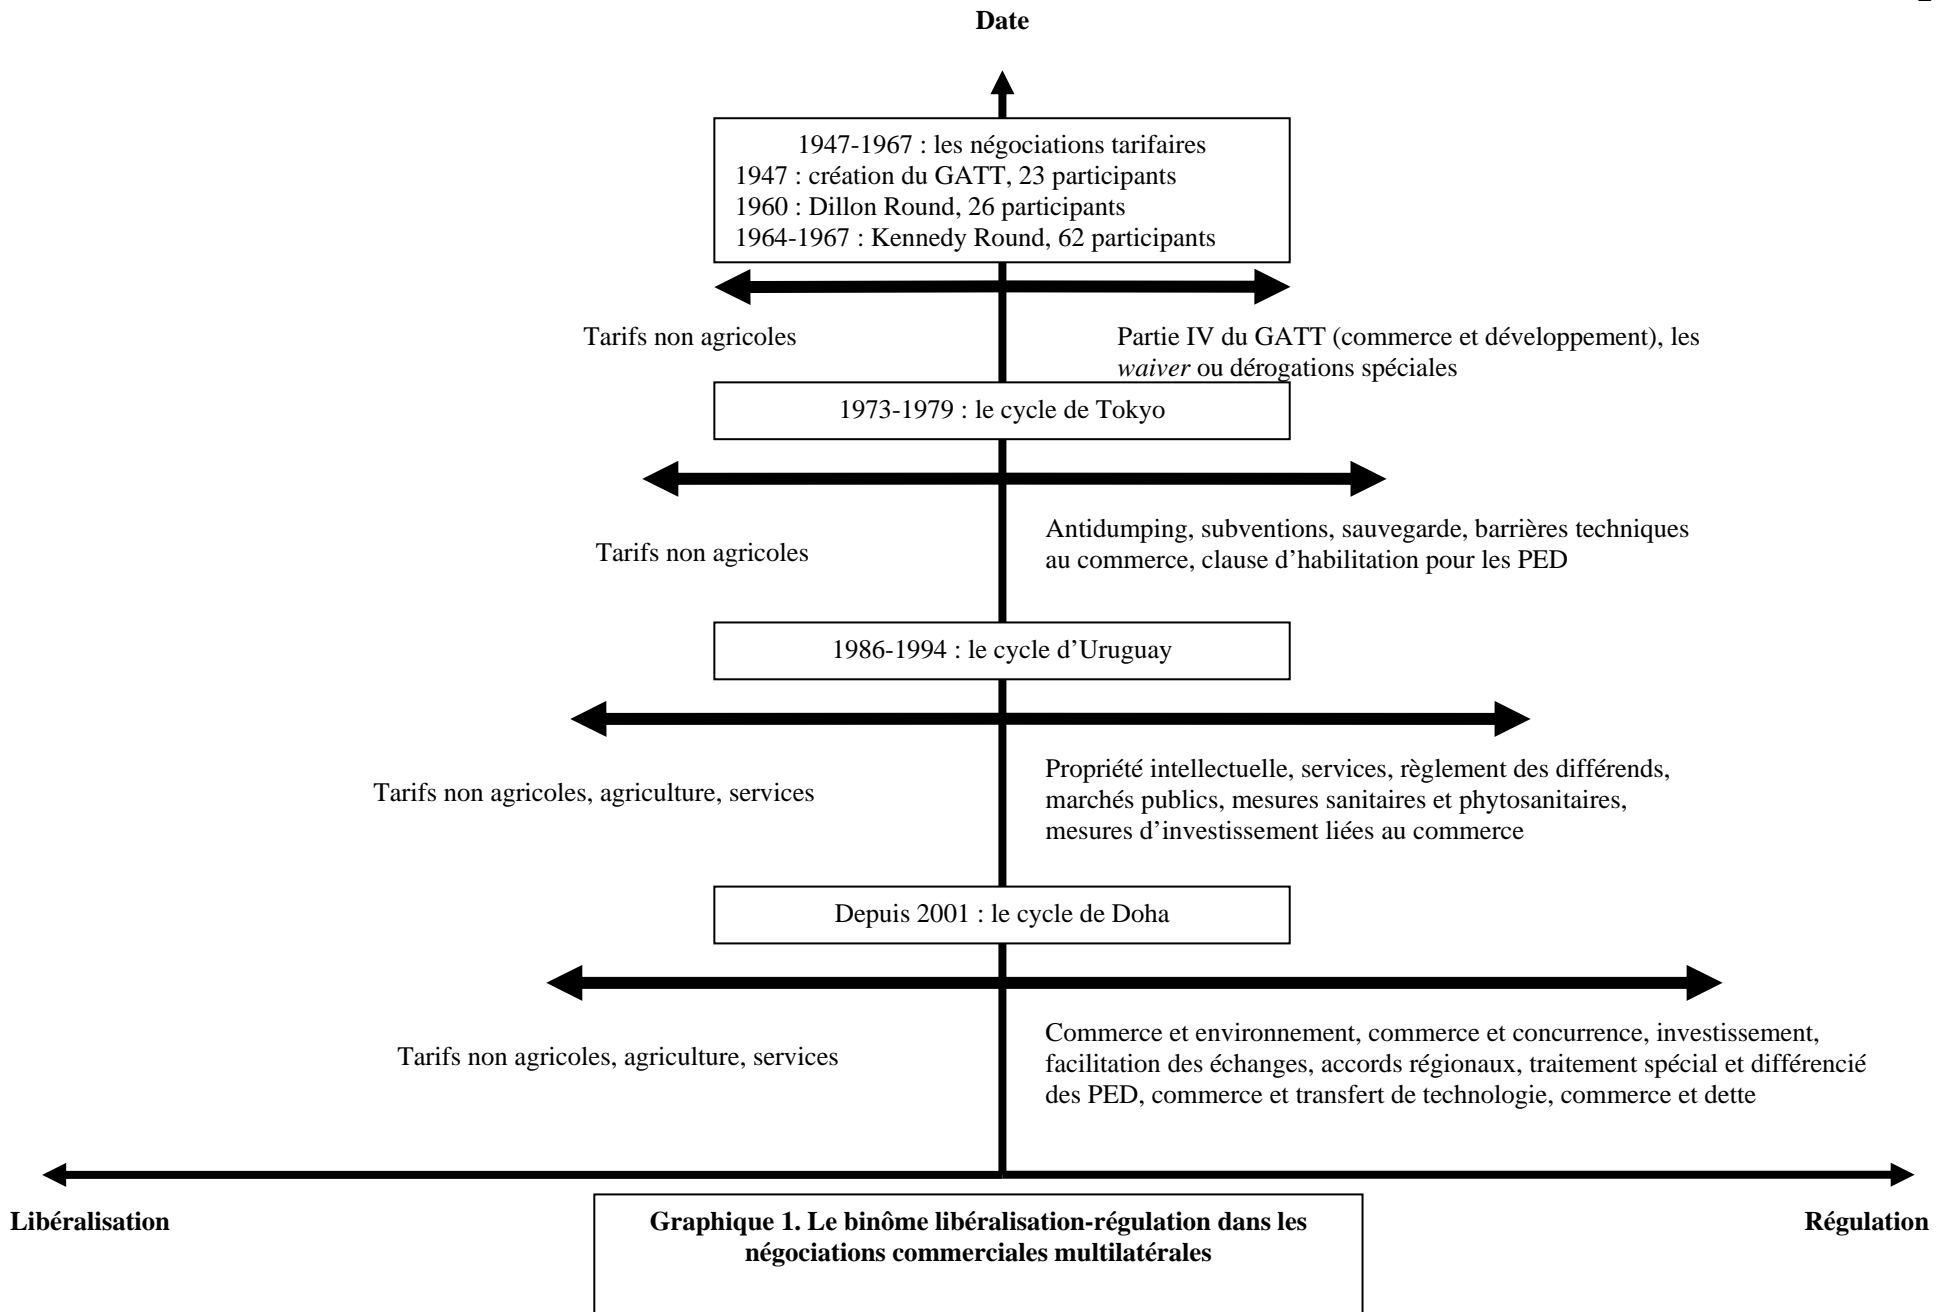 Date
1947-1967 : les négociations tarifaires
1947 : création du GATT, 23 participants
1960 : Dillon Round, 26 participants
1964-1967 : Kennedy Round, 62 participants
Tarifs non agricoles
Partie IV du GATT (commerce et développement), les
waiver ou dérogations spéciales
1973-1979 : le cycle de Tokyo
Tarifs non agricoles
Antidumping, subventions, sauvegarde, barrières techniques
au commerce, clause d’habilitation pour les PED
1986-1994 : le cycle d’Uruguay
Tarifs non agricoles, agriculture, services
Propriété intellectuelle, services, règlement des différends,
marchés publics, mesures sanitaires et phytosanitaires,
mesures d’investissement liées au commerce
Depuis 2001 : le cycle de Doha
Tarifs non agricoles, agriculture, services
Commerce et environnement, commerce et concurrence, investissement,
facilitation des échanges, accords régionaux, traitement spécial et différencié
des PED, commerce et transfert de technologie, commerce et dette
Libéralisation
Régulation
Graphique 1. Le binôme libéralisation-régulation dans les
négociations commerciales multilatérales